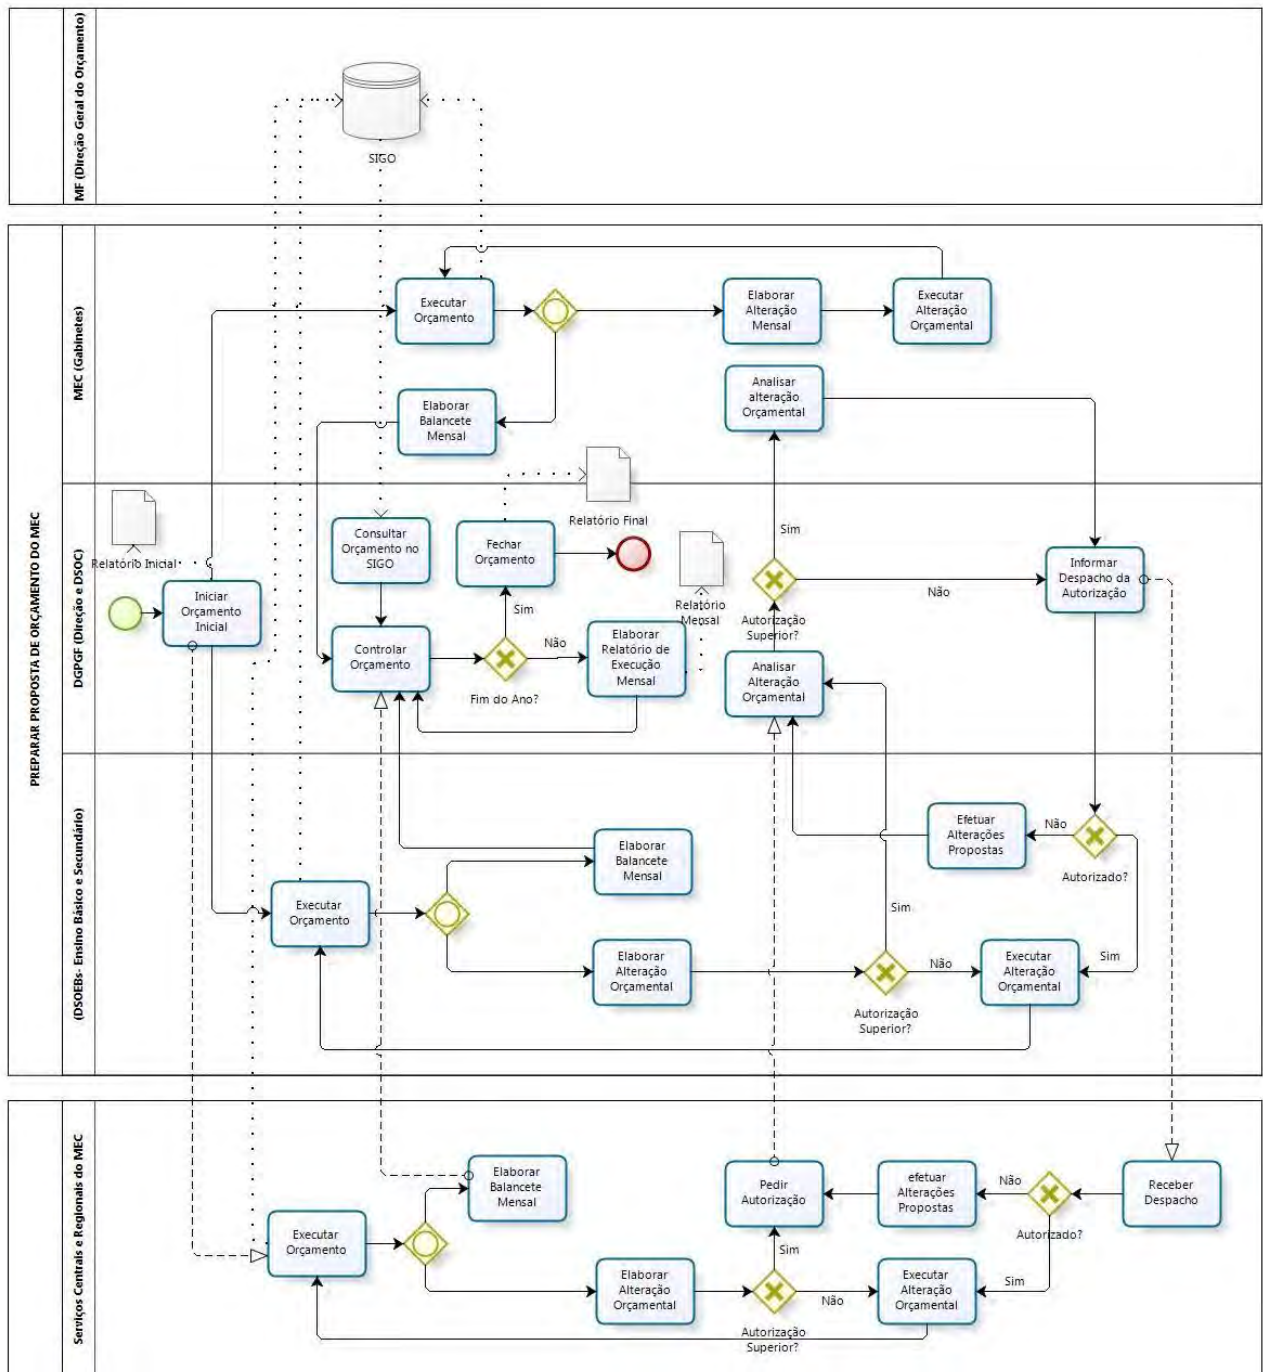 MF (Direção Geral do Orçamento)
SIGO
PREPARAR PROPOSTA DE ORÇAMENTO DO MEC
MEC (Gabinetes)
Executar
Orçamento
Elaborar
Alteração
Mensal
Executar
Alteração
Orçamental
Elaborar
Balancete
Mensal
Analisar
alteração
Orçamental
DGPGF (Direção e DSOC)
Relatório Inicial
Iniciar
Orçamento
Inicial
Consultar
Orçamento no
SIGO
Fechar
Orçamento
Relatório Final
Relatório
Mensal
Sim
Controlar
Orçamento
Fim do Ano?
Não
Elaborar
Relatório de
Execução
Mensal
Sim
Autorização
Superior?
Não
Informar
Despacho da
Autorização
Analisar
Alteração
Orçamental
(DSOEBs- Ensino Básico e Secundário)
Executar
Orçamento
Elaborar
Balancete
Mensal
Elaborar
Alteração
Orçamental
Sim
Autorização
Superior?
Não
Efetuar
Alterações
Propostas
Não
Autorizado?
Sim
Executar
Alteração
Orçamental
Serviços Centrais e Regionais do MEC
Executar
Orçamento
Elaborar
Balancete
Mensal
Elaborar
Alteração
Orçamental
Pedir
Autorização
Sim
Autorização
Superior?
Não
efetuar
Alterações
Propostas
Não
Autorizado?
Sim
Executar
Alteração
Orçamental
Receber
Despacho